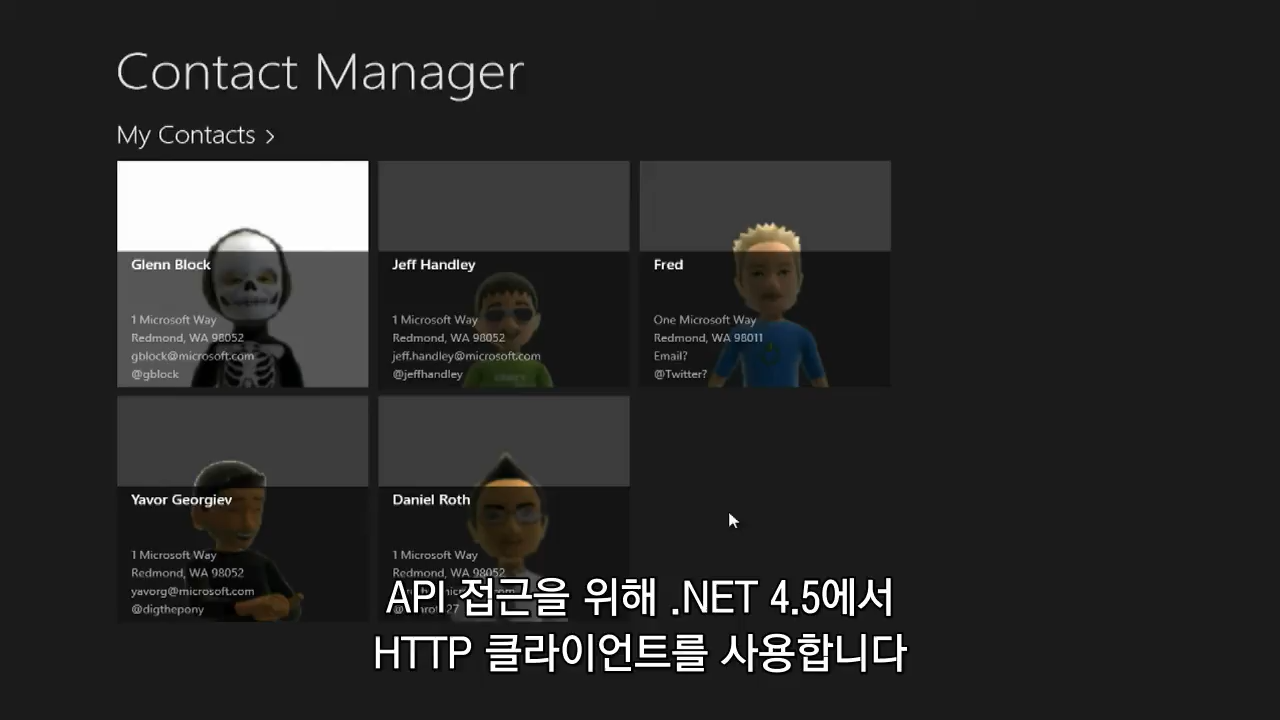 Contact Manager
My Contacts >
Glenn Block
1 Microsoft Way
Redmond, WA 98052
gblock@microsoft.com
@gblock
Jeff Handley
1 Microsoft Way
Redmond, WA 98052
jeff.handley@microsoft.com
@jeffhandley
Fred
One Microsoft Way
Redmond, WA 98011
Email?
@Twitter?
Yavor Georgiev
1 Microsoft Way
Redmond, WA 98052
yavorg@microsoft.com
@digthepony
Daniel Roth
1 Microsoft Way
Redmond, WA 98052
API 접근을 위해 .NET 4.5에서
HTTP 클라이언트를 사용합니다